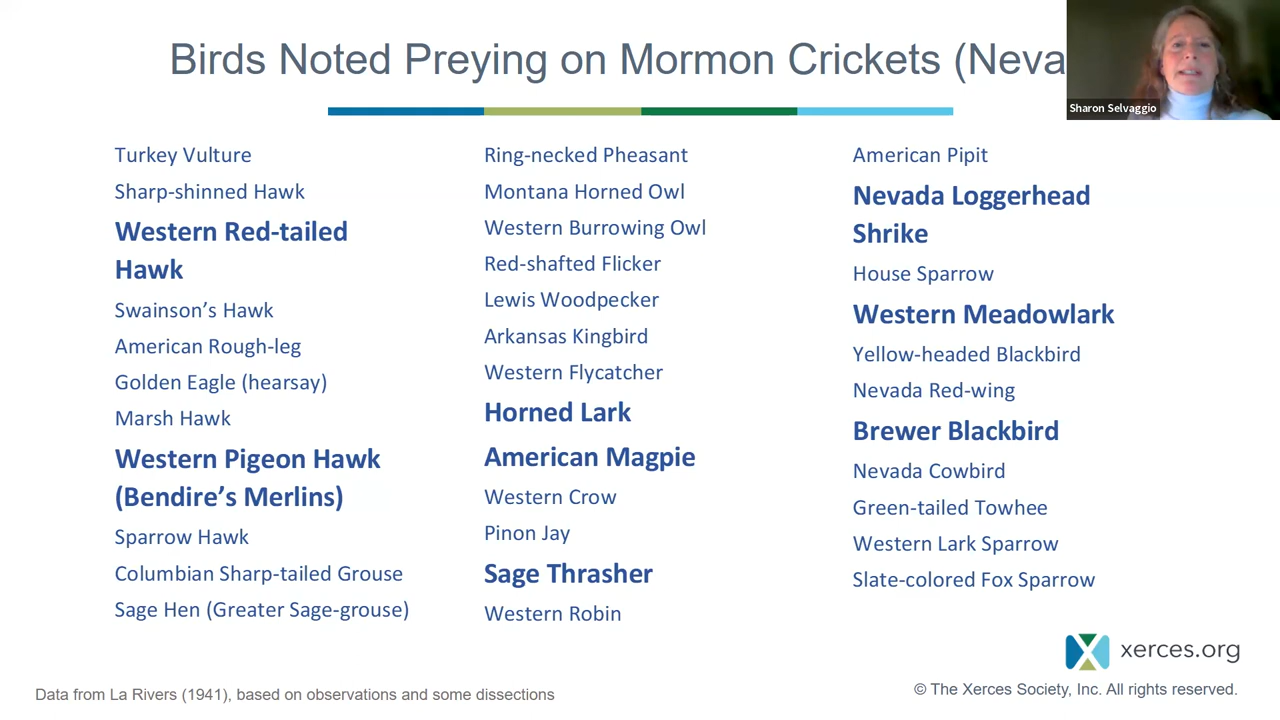 Birds Noted Preying on Mormon Crickets (Neva
Sharon Selvaggio
Turkey Vulture
Sharp-shinned Hawk
Western Red-tailed
Hawk
Swainson’s Hawk
American Rough-leg
Golden Eagle (hearsay)
Marsh Hawk
Western Pigeon Hawk
(Bendire’s Merlins)
Sparrow Hawk
Columbian Sharp-tailed Grouse
Sage Hen (Greater Sage-grouse)
Ring-necked Pheasant
Montana Horned Owl
Western Burrowing Owl
Red-shafted Flicker
Lewis Woodpecker
Arkansas Kingbird
Western Flycatcher
Horned Lark
American Magpie
Western Crow
Pinon Jay
Sage Thrasher
Western Robin
American Pipit
Nevada Loggerhead
Shrike
House Sparrow
Western Meadowlark
Yellow-headed Blackbird
Nevada Red-wing
Brewer Blackbird
Nevada Cowbird
Green-tailed Towhee
Western Lark Sparrow
Slate-colored Fox Sparrow
xerces.org
Data from La Rivers (1941), based on observations and some dissections
© The Xerces Society, Inc. All rights reserved.